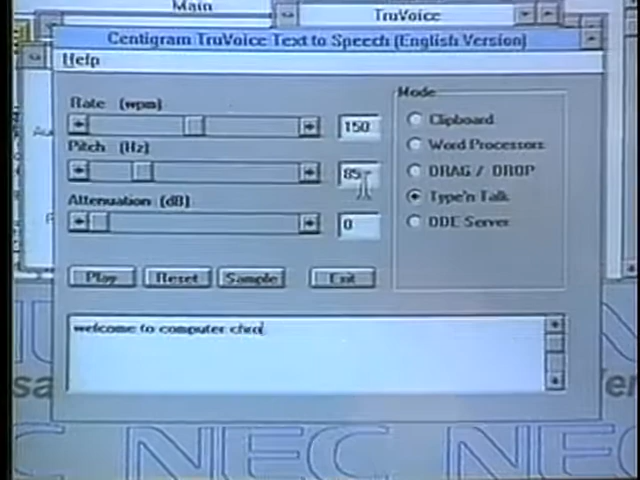 Main
TruVoice
Centigram TruVoice Text to Speech (English Version)
Help
Rate (wpm)
150
Pitch (Hz)
85
Attenuation (dB)
0
Mode
Clipboard
Word Processors
DRAG / DROP
Type'n Talk
DDE Server
Play
Reset
Sample
Exit
welcome to computer chro
NEC
NEC